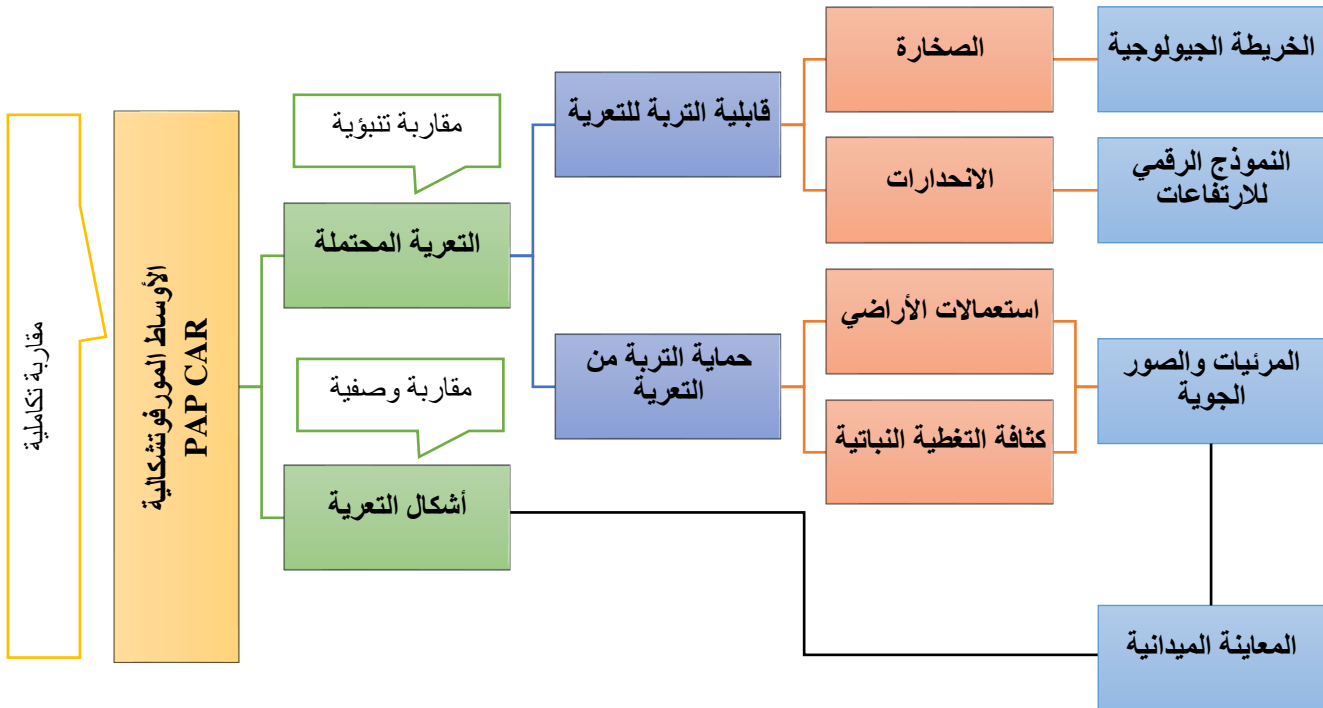 الخريطة الجيولوجية
الصخارة
قابلية التربة للتعرية
مقاربة تنبؤية
النموذج الرقمي
للارتفاعات
الانحدارات
التعرية المحتملة
استعمالات الأراضي
المرئيات والصور
الجوية
حماية التربة من
التعرية
كثافة التغطية النباتية
مقاربة وصفية
أشكال التعرية
المعاينة الميدانية
الأوساط المورفوتشكالية
PAP CAR
مقاربة تكاملية